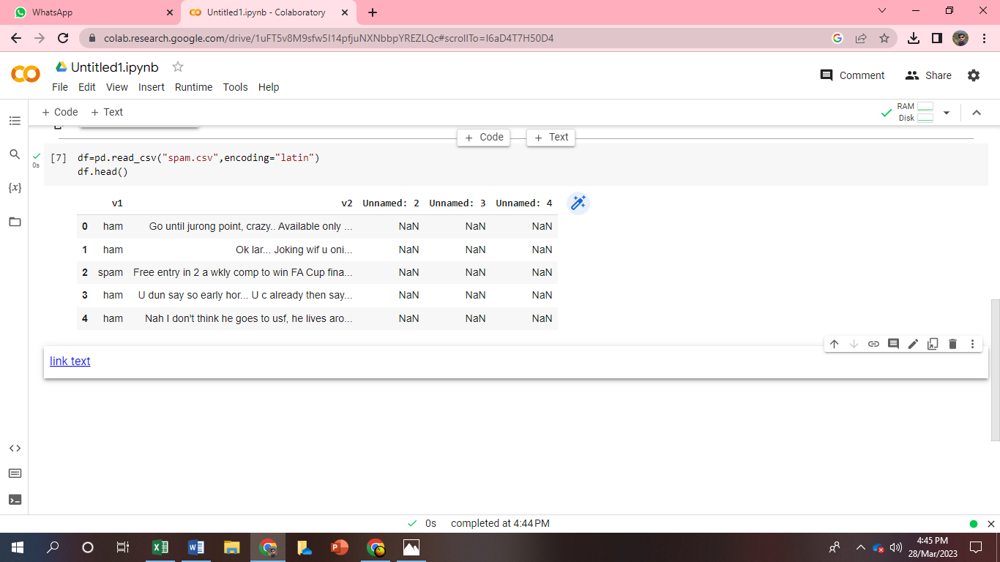 WhatsApp
Untitled1.ipynb - Colaboratory
colab.research.google.com/drive/1uFT5v8M9sfw5I14pfjuNXNbbpYREZLQc#scrollTo=I6aD4T7H50D4
Untitled1.ipynb
Comment
Share
File Edit View Insert Runtime Tools Help
+ Code + Text
RAM
Disk
+ Code + Text
[7] df=pd.read_csv("spam.csv",encoding="latin")
0s
df.head()
v1 v2 Unnamed: 2 Unnamed: 3 Unnamed: 4
0 ham Go until jurong point, crazy.. Available only ... NaN NaN NaN
1 ham Ok lar... Joking wif u oni... NaN NaN NaN
2 spam Free entry in 2 a wkly comp to win FA Cup fina... NaN NaN NaN
3 ham U dun say so early hor... U c already then say... NaN NaN NaN
4 ham Nah I don't think he goes to usf, he lives aro... NaN NaN NaN
link text
0s completed at 4:44 PM
4:45 PM
28/Mar/2023